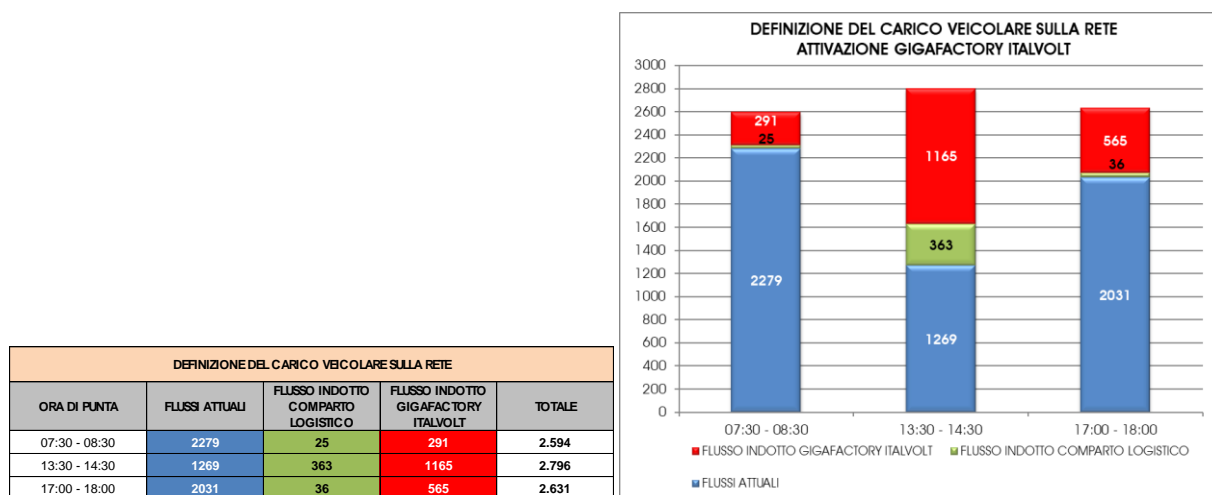 DEFINIZIONE DEL CARICO VEICOLARE SULLA RETE
ORA DI PUNTA FLUSSI ATTUALI FLUSSO INDOTTO COMPARTO LOGISTICO FLUSSO INDOTTO GIGAFACTORY ITALVOLT TOTALE
07:30 - 08:30 2279 25 291 2.594
13:30 - 14:30 1269 363 1165 2.796
17:00 - 18:00 2031 36 565 2.631
DEFINIZIONE DEL CARICO VEICOLARE SULLA RETE
ATTIVAZIONE GIGAFACTORY ITALVOLT
3000
2800
2600
2400
2200
2000
1800
1600
1400
1200
1000
800
600
400
200
0
291
25
2279
1165
363
1269
565
36
2031
07:30 - 08:30 13:30 - 14:30 17:00 - 18:00
FLUSSO INDOTTO GIGAFACTORY ITALVOLT FLUSSO INDOTTO COMPARTO LOGISTICO
FLUSSI ATTUALI